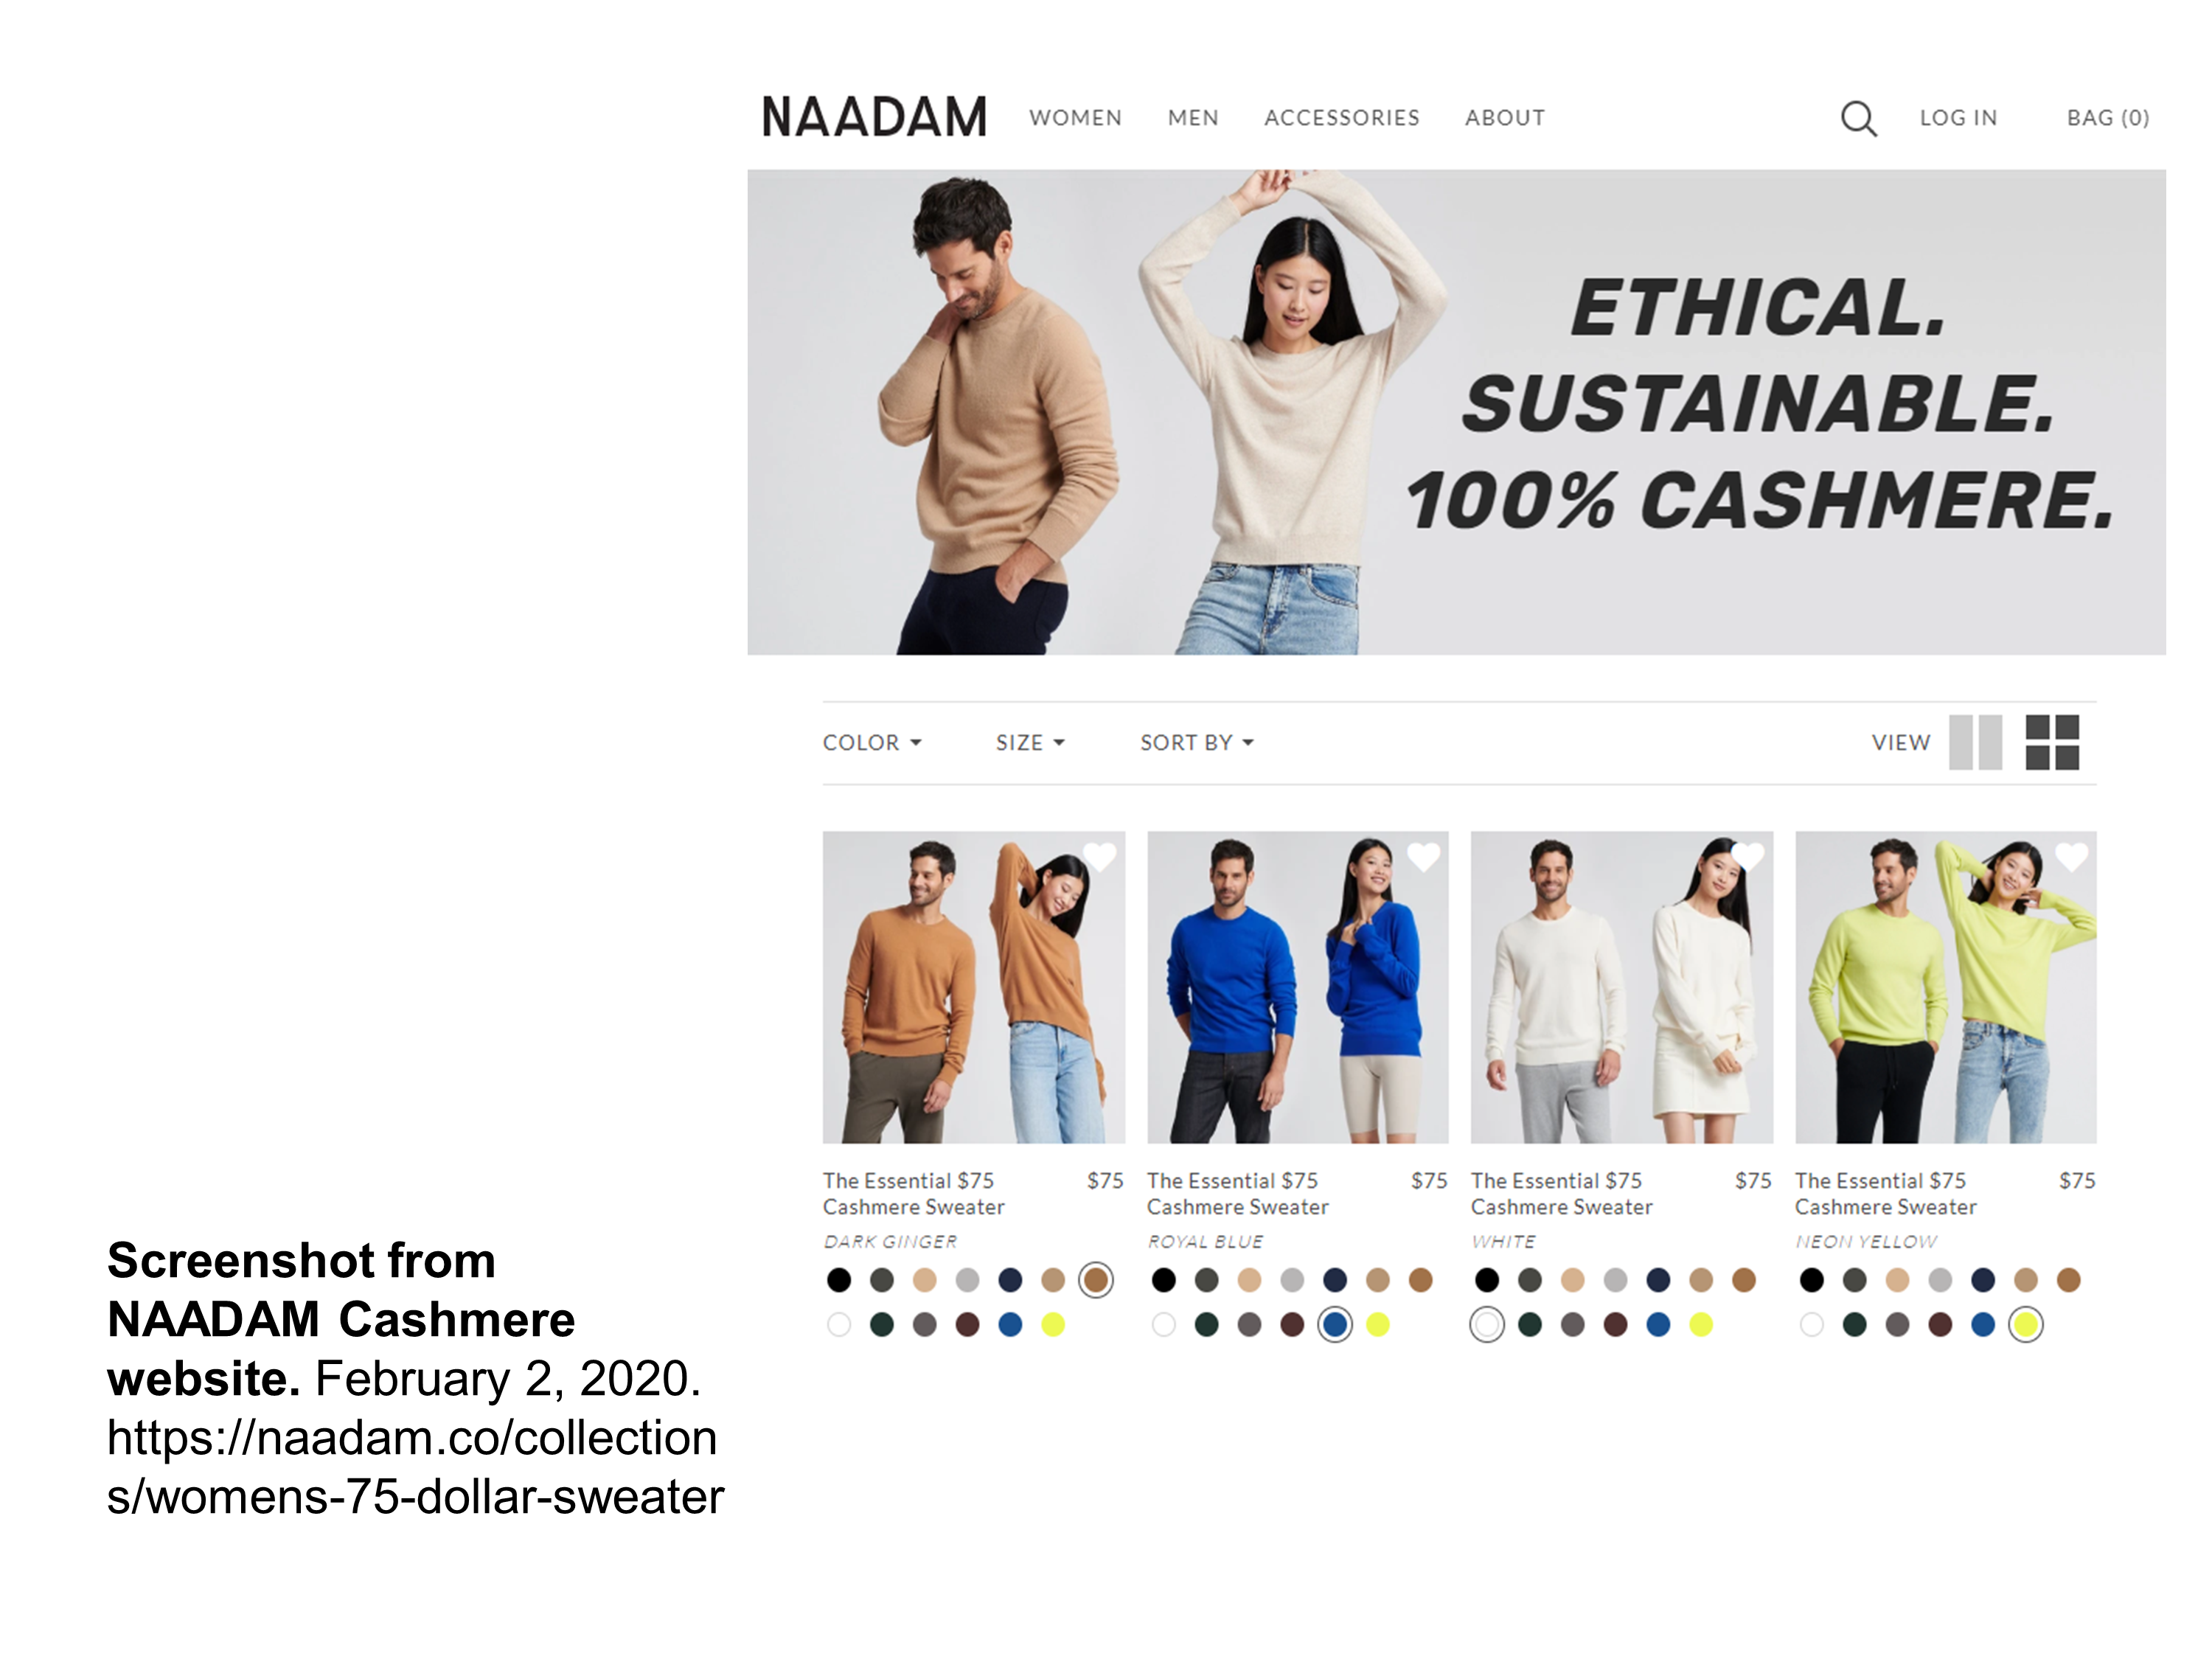 NAADAM WOMEN MEN ACCESSORIES ABOUT LOG IN BAG (0)
ETHICAL.
SUSTAINABLE.
100% CASHMERE.
COLOR SIZE SORT BY VIEW
The Essential $75 $75
Cashmere Sweater
DARK GINGER
The Essential $75 $75
Cashmere Sweater
ROYAL BLUE
The Essential $75 $75
Cashmere Sweater
WHITE
The Essential $75 $75
Cashmere Sweater
NEON YELLOW
Screenshot from
NAADAM Cashmere
website. February 2, 2020.
https://naadam.co/collection
s/womens-75-dollar-sweater